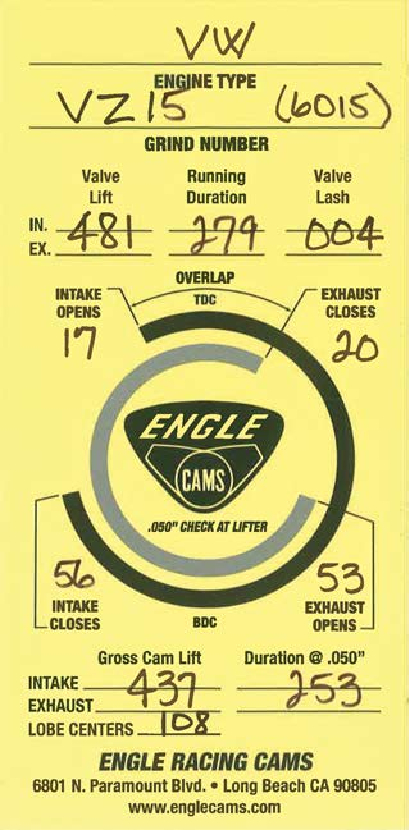 VW
ENGINE TYPE
VZ15 (6015)
GRIND NUMBER
Valve Lift Running Duration Valve Lash
IN.
EX. 481 279 004
OVERLAP
TDC
INTAKE OPENS
EXHAUST CLOSES
17
20
ENGLE
CAMS
.050" CHECK AT LIFTER
56
53
INTAKE CLOSES
EXHAUST OPENS
BDC
Gross Cam Lift Duration @ .050"
INTAKE
EXHAUST 437 253
LOBE CENTERS 108
ENGLE RACING CAMS
6801 N. Paramount Blvd. • Long Beach CA 90805
www.englecams.com